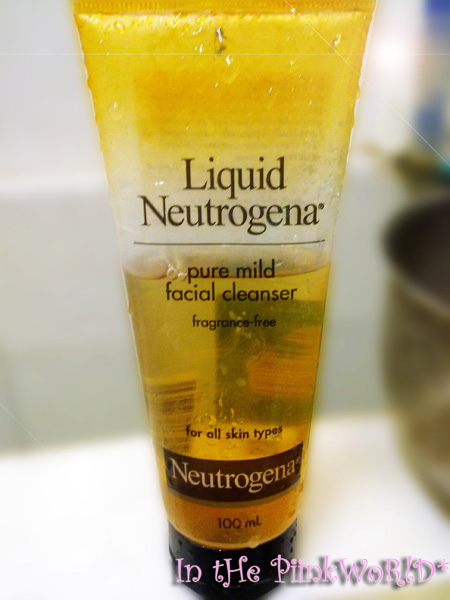 Liquid
Neutrogena®
pure mild
facial cleanser
fragrance-free
for all skin types
Neutrogena®
100 mL
In tHe PinkWoRlD*